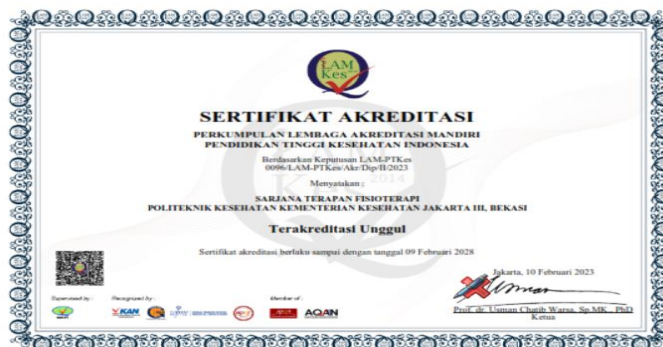 LAM
Kes
SERTIFIKAT AKREDITASI
PERKUMPULAN LEMBAGA AKREDITASI MANDIRI
PENDIDIKAN TINGGI KESEHATAN INDONESIA
Berdasarkan Keputusan LAM-PTKes
0096/LAM-PTKes/Akr/Dip/II/2023
Menyatakan :
SARJANA TERAPAN FISIOTERAPI
POLITEKNIK KESEHATAN KEMENTERIAN KESEHATAN JAKARTA III, BEKASI
Terakreditasi Unggul
Sertifikat akreditasi berlaku sampai dengan tanggal 09 Februari 2028
Jakarta, 10 Februari 2023
Supervised by :
Recognized by :
Member of :
KAN
AQAN
Prof. dr. Usman Chatib Warsa, Sp.MK., PhD
Ketua